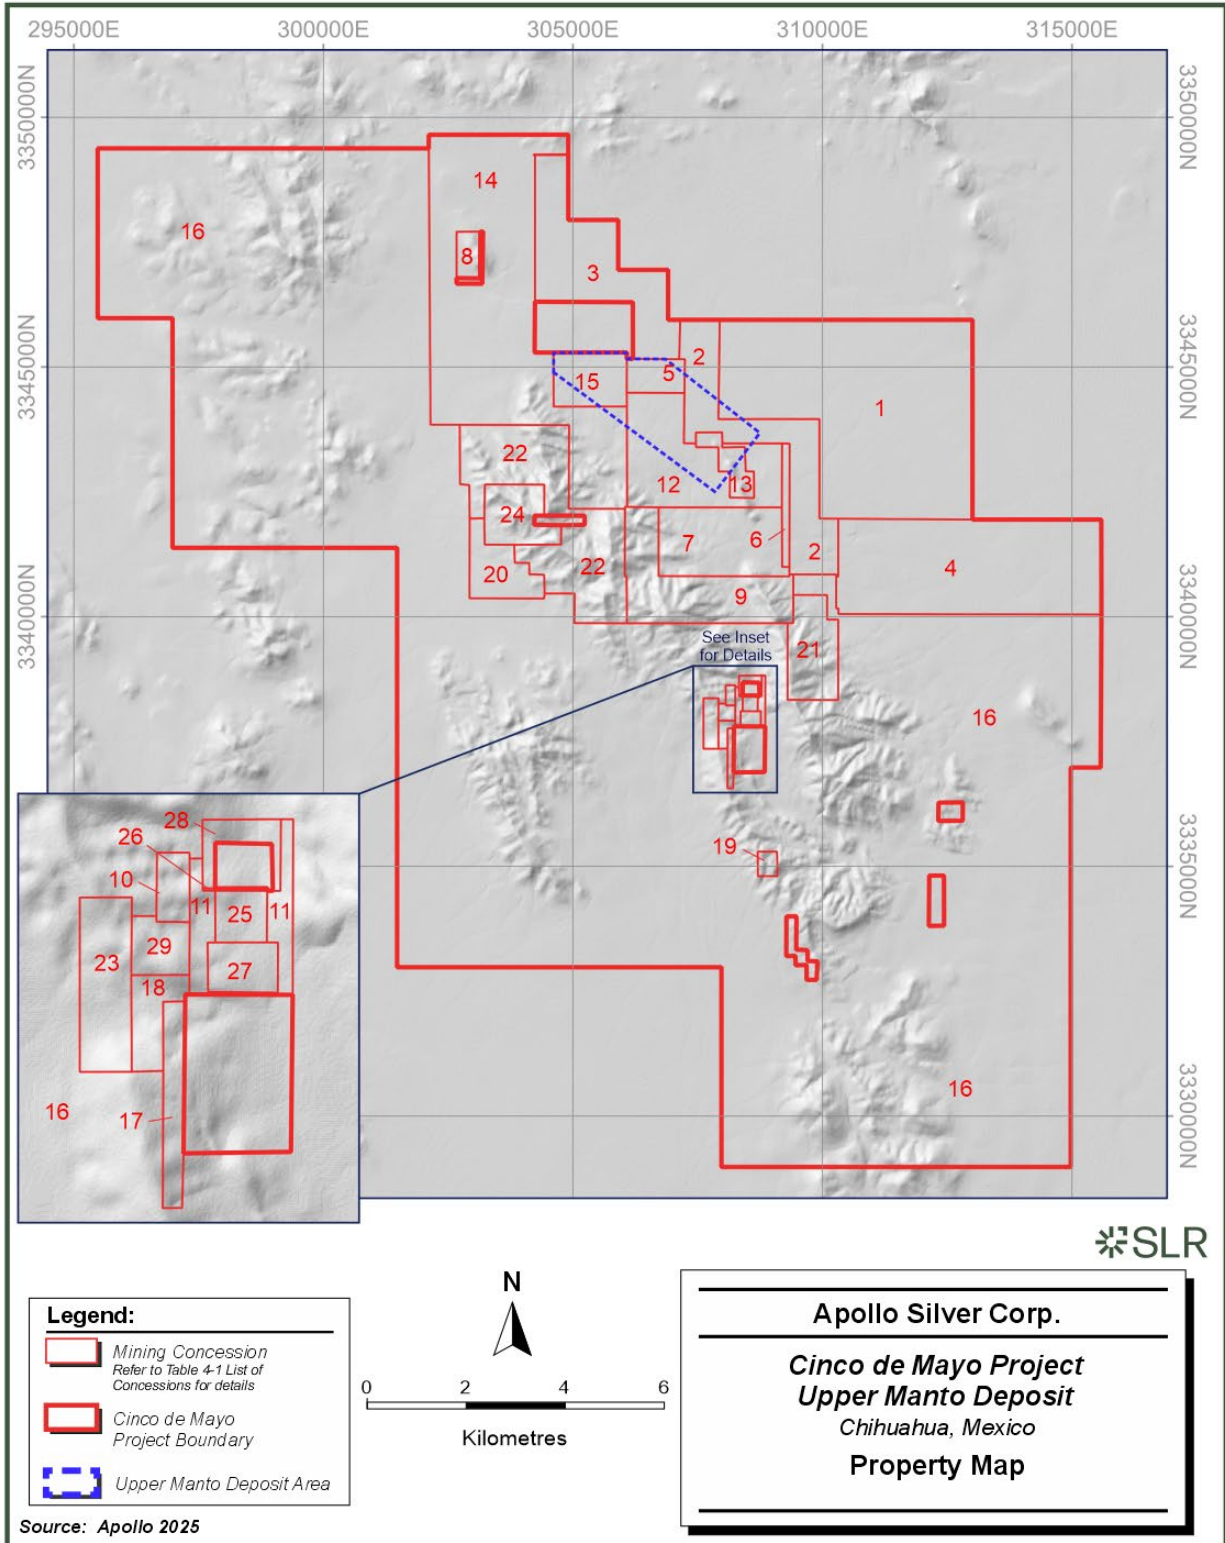 295000E 300000E 305000E 310000E 315000E
3350000N
3350000N
14
16
8
3
3345000N
3345000N
2
5
15
1
22
12
13
24
6
7
2
20
22
4
9
3340000N
3340000N
See Inset
for Details
21
16
28
26
19
3335000N
10
11
25
11
29
23
27
18
16
16
17
3330000N
SLR
N
Legend:
Mining Concession
Refer to Table 4-1 List of
Concessions for details
Cinco de Mayo
Project Boundary
Upper Manto Deposit Area
0 2 4 6
Kilometres
Apollo Silver Corp.
Cinco de Mayo Project
Upper Manto Deposit
Chihuahua, Mexico
Property Map
Source: Apollo 2025